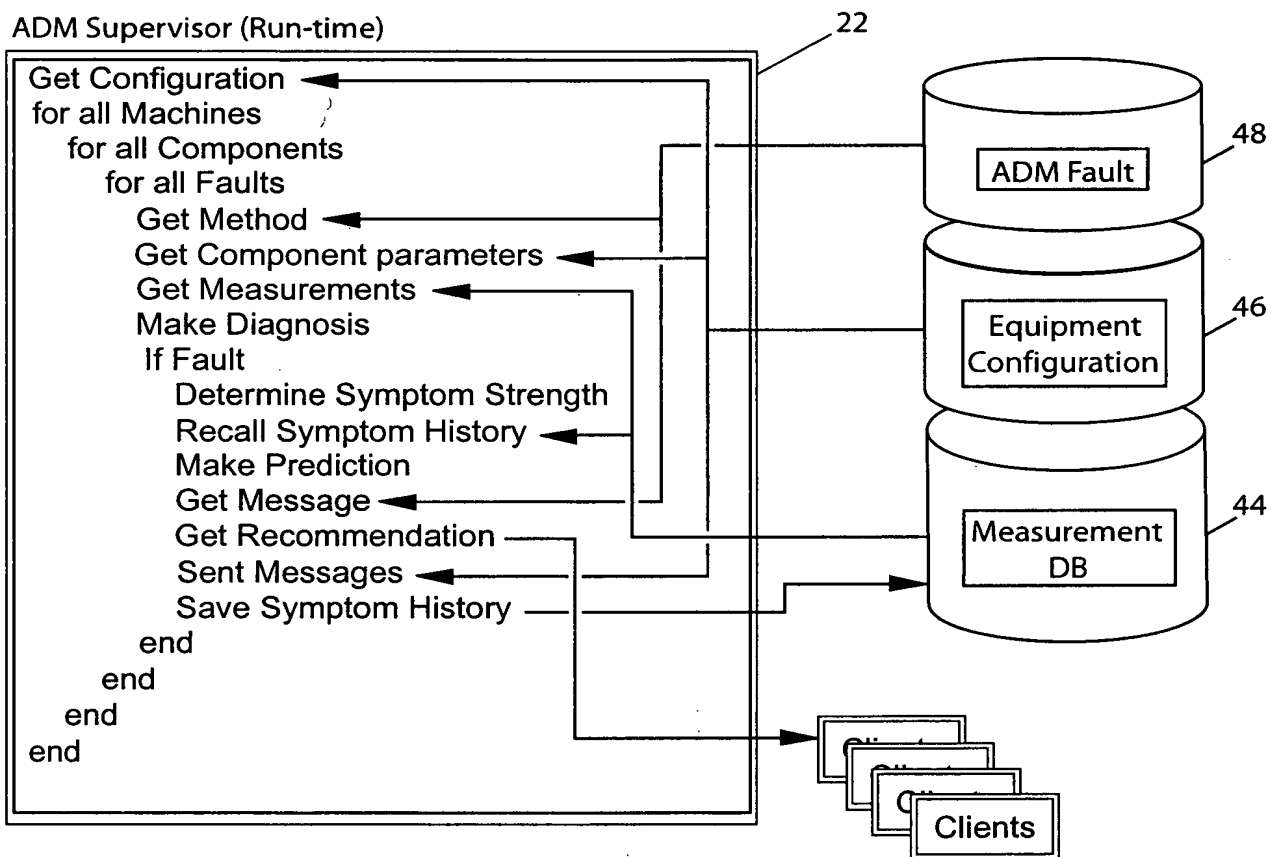 ADM Supervisor (Run-time)
22
Get Configuration
for all Machines
for all Components
for all Faults
Get Method
Get Component parameters
Get Measurements
Make Diagnosis
If Fault
Determine Symptom Strength
Recall Symptom History
Make Prediction
Get Message
Get Recommendation
Sent Messages
Save Symptom History
end
end
end
end
ADM Fault
48
Equipment
Configuration
46
Measurement
DB
44
Clients